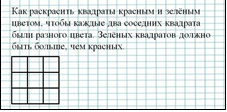 Как раскрасить квадраты красным и зелёным
цветом, чтобы каждые два соседних квадрата
были разного цвета. Зелёных квадратов должно
быть больше, чем красных.